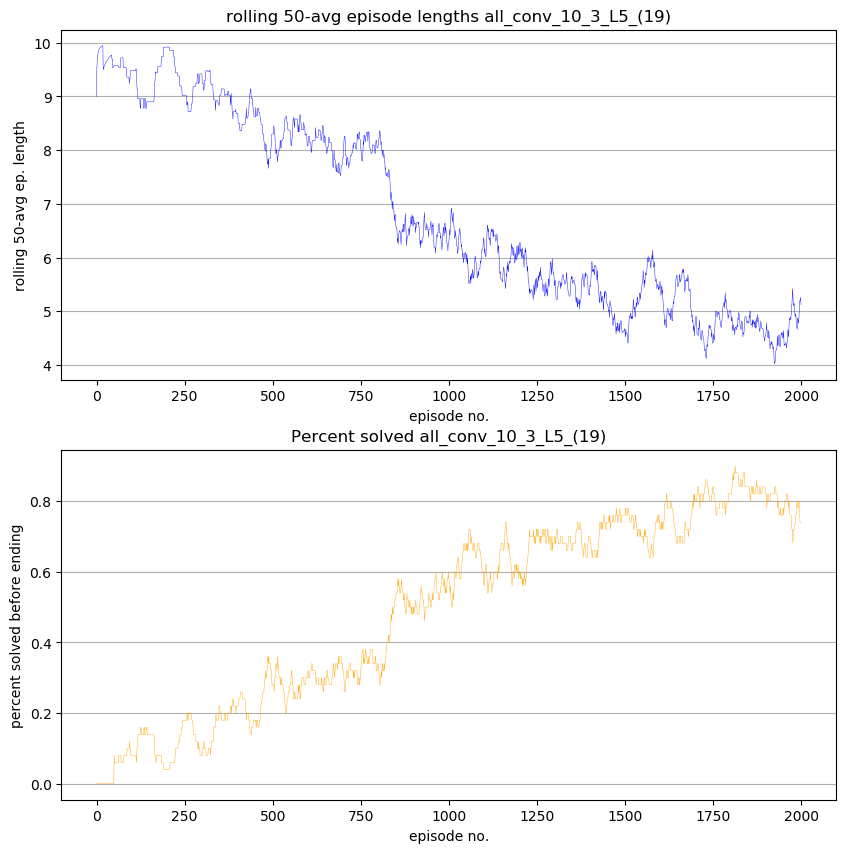 rolling 50-avg episode lengths all_conv_10_3_L5_(19)
10
9
8
7
6
5
4
rolling 50-avg ep. length
0 250 500 750 1000 1250 1500 1750 2000
episode no.
Percent solved all_conv_10_3_L5_(19)
0.8
0.6
0.4
0.2
0.0
percent solved before ending
0 250 500 750 1000 1250 1500 1750 2000
episode no.